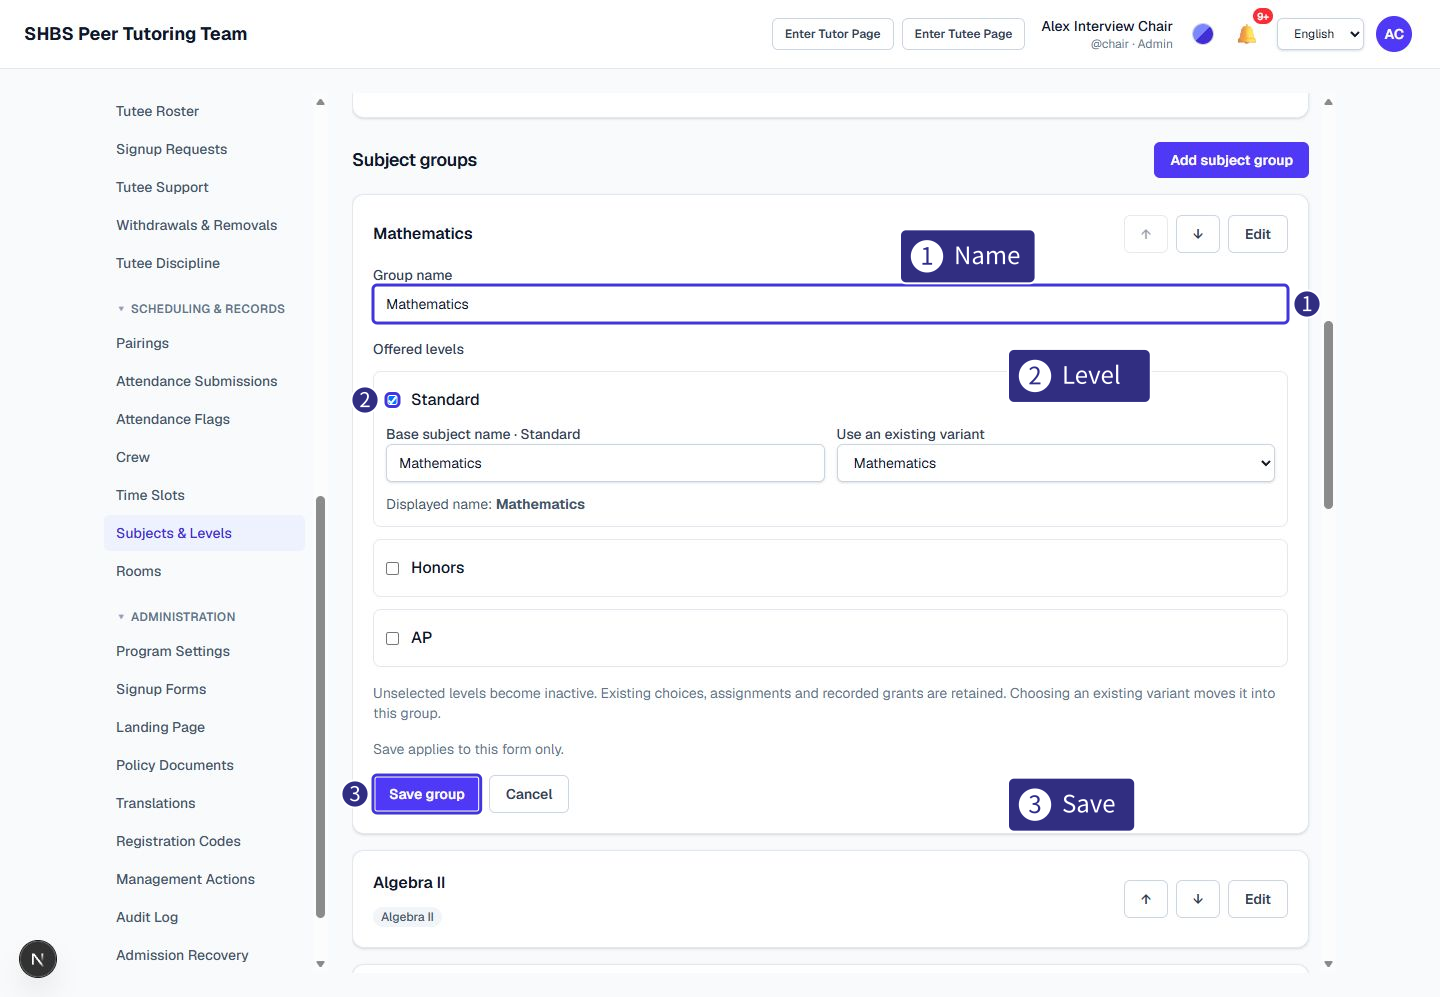 SHBS Peer Tutoring Team
Enter Tutor Page
Enter Tutee Page
Alex Interview Chair
@chair · Admin
9+
English
AC
Tutee Roster
Signup Requests
Tutee Support
Withdrawals & Removals
Tutee Discipline
SCHEDULING & RECORDS
Pairings
Attendance Submissions
Attendance Flags
Crew
Time Slots
Subjects & Levels
Rooms
ADMINISTRATION
Program Settings
Signup Forms
Landing Page
Policy Documents
Translations
Registration Codes
Management Actions
Audit Log
Admission Recovery
N
Subject groups
Add subject group
Mathematics
↑
↓
Edit
1 Name
Group name
Mathematics
1
Offered levels
2 Level
2
Standard
Base subject name · Standard
Use an existing variant
Mathematics
Mathematics
Displayed name: Mathematics
Honors
AP
Unselected levels become inactive. Existing choices, assignments and recorded grants are retained. Choosing an existing variant moves it into
this group.
Save applies to this form only.
3
Save group
Cancel
3 Save
Algebra II
Algebra II
↑
↓
Edit